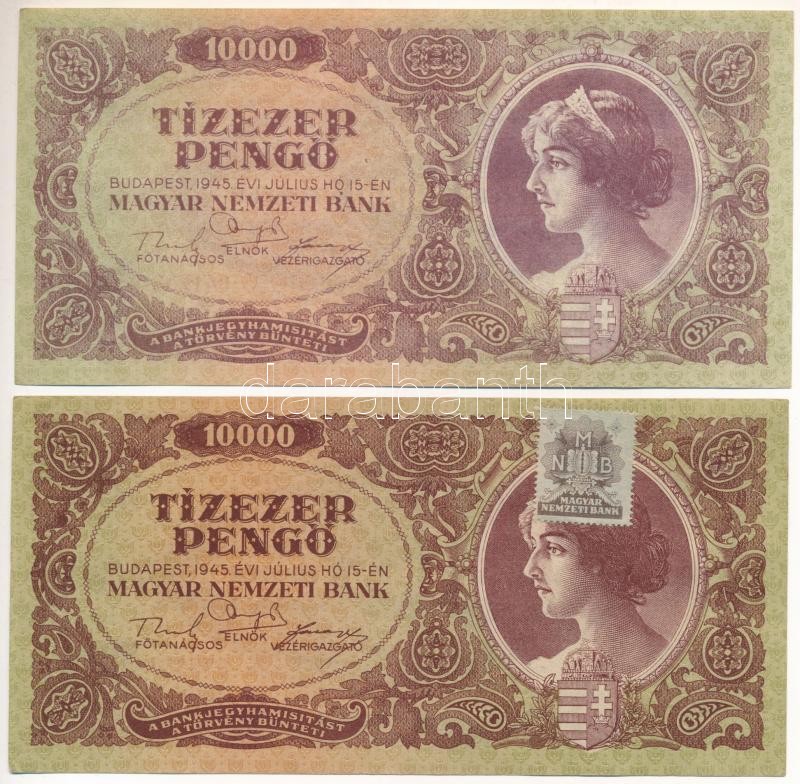 10000
TÍZEZER
PENGŐ
BUDAPEST, 1945. ÉVI JÚLIUS HÓ 15-ÉN
MAGYAR NEMZETI BANK
FŐTANÁCSOS ELNÖK VEZÉRIGAZGATÓ
A BANKJEGYHAMISITÁST
A TÖRVÉNY BÜNTETI
darabanth
10000
M
N B
MAGYAR
NEMZETI BANK
TÍZEZER
PENGŐ
BUDAPEST, 1945. ÉVI JÚLIUS HÓ 15-ÉN
MAGYAR NEMZETI BANK
FŐTANÁCSOS ELNÖK VEZÉRIGAZGATÓ
A BANKJEGYHAMISITÁST
A TÖRVÉNY BÜNTETI